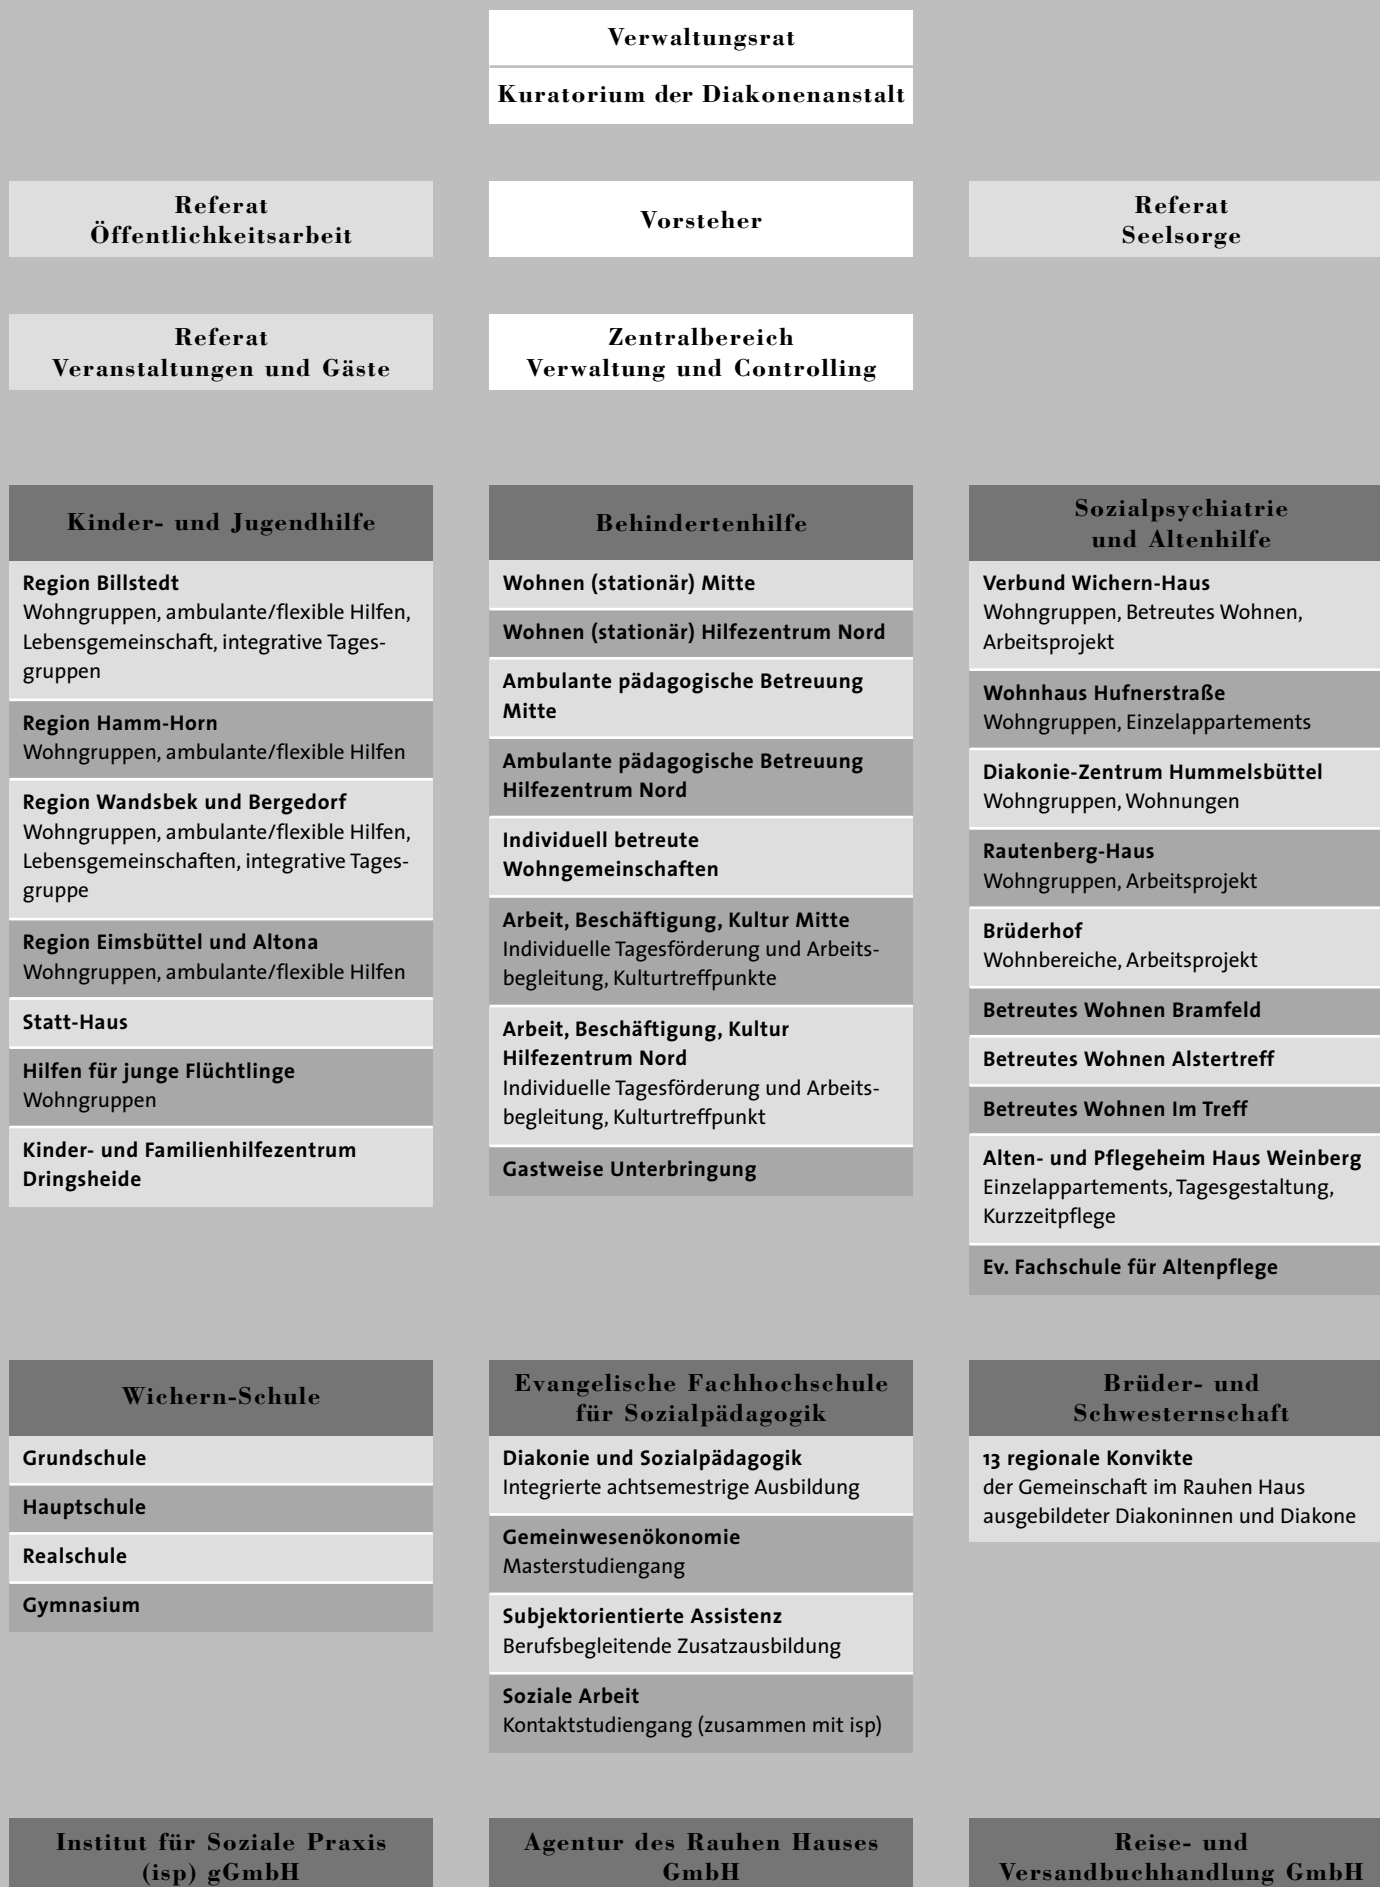 Verwaltungsrat
Kuratorium der Diakonenanstalt
Referat
Öffentlichkeitsarbeit
Vorsteher
Referat
Seelsorge
Referat
Veranstaltungen und Gäste
Zentralbereich
Verwaltung und Controlling
Kinder- und Jugendhilfe
Region Billstedt
Wohngruppen, ambulante/flexible Hilfen,
Lebensgemeinschaft, integrative Tages-
gruppen
Region Hamm-Horn
Wohngruppen, ambulante/flexible Hilfen
Region Wandsbek und Bergedorf
Wohngruppen, ambulante/flexible Hilfen,
Lebensgemeinschaften, integrative Tages-
gruppe
Region Eimsbüttel und Altona
Wohngruppen, ambulante/flexible Hilfen
Statt-Haus
Hilfen für junge Flüchtlinge
Wohngruppen
Kinder- und Familienhilfezentrum
Dringsheide
Behindertenhilfe
Wohnen (stationär) Mitte
Wohnen (stationär) Hilfezentrum Nord
Ambulante pädagogische Betreuung
Mitte
Ambulante pädagogische Betreuung
Hilfezentrum Nord
Individuell betreute
Wohngemeinschaften
Arbeit, Beschäftigung, Kultur Mitte
Individuelle Tagesförderung und Arbeits-
begleitung, Kulturtreffpunkte
Arbeit, Beschäftigung, Kultur
Hilfezentrum Nord
Individuelle Tagesförderung und Arbeits-
begleitung, Kulturtreffpunkt
Gastweise Unterbringung
Sozialpsychiatrie
und Altenhilfe
Verbund Wichern-Haus
Wohngruppen, Betreutes Wohnen,
Arbeitsprojekt
Wohnhaus Hufnerstraße
Wohngruppen, Einzelappartements
Diakonie-Zentrum Hummelsbüttel
Wohngruppen, Wohnungen
Rautenberg-Haus
Wohngruppen, Arbeitsprojekt
Brüderhof
Wohnbereiche, Arbeitsprojekt
Betreutes Wohnen Bramfeld
Betreutes Wohnen Alstertreff
Betreutes Wohnen Im Treff
Alten- und Pflegeheim Haus Weinberg
Einzelappartements, Tagesgestaltung,
Kurzzeitpflege
Ev. Fachschule für Altenpflege
Wichern-Schule
Grundschule
Hauptschule
Realschule
Gymnasium
Evangelische Fachhochschule
für Sozialpädagogik
Diakonie und Sozialpädagogik
Integrierte achtsemestrige Ausbildung
Gemeinwesenökonomie
Masterstudiengang
Subjektorientierte Assistenz
Berufsbegleitende Zusatzausbildung
Soziale Arbeit
Kontaktstudiengang (zusammen mit isp)
Brüder- und
Schwesternschaft
13 regionale Konvikte
der Gemeinschaft im Rauhen Haus
ausgebildeter Diakoninnen und Diakone
Institut für Soziale Praxis
(isp) gGmbH
Agentur des Rauhen Hauses
GmbH
Reise- und
Versandbuchhandlung GmbH